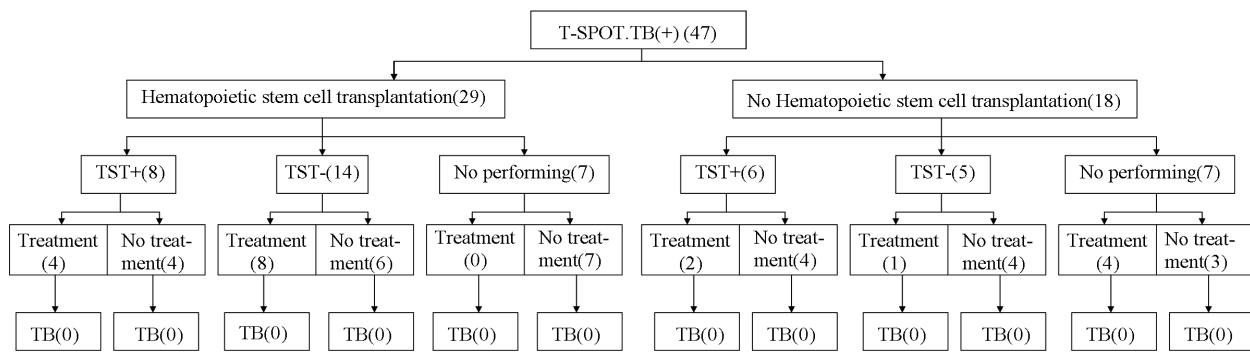 T-SPOT.TB(+) (47)
Hematopoietic stem cell transplantation(29)
No Hematopoietic stem cell transplantation(18)
TST+(8)
TST-(14)
No performing(7)
TST+(6)
TST-(5)
No performing(7)
Treatment
(4)
No treat-
ment(4)
Treatment
(8)
No treat-
ment(6)
Treatment
(0)
No treat-
ment(7)
Treatment
(2)
No treat-
ment(4)
Treatment
(1)
No treat-
ment(4)
Treatment
(4)
No treat-
ment(3)
TB(0)
TB(0)
TB(0)
TB(0)
TB(0)
TB(0)
TB(0)
TB(0)
TB(0)
TB(0)
TB(0)
TB(0)